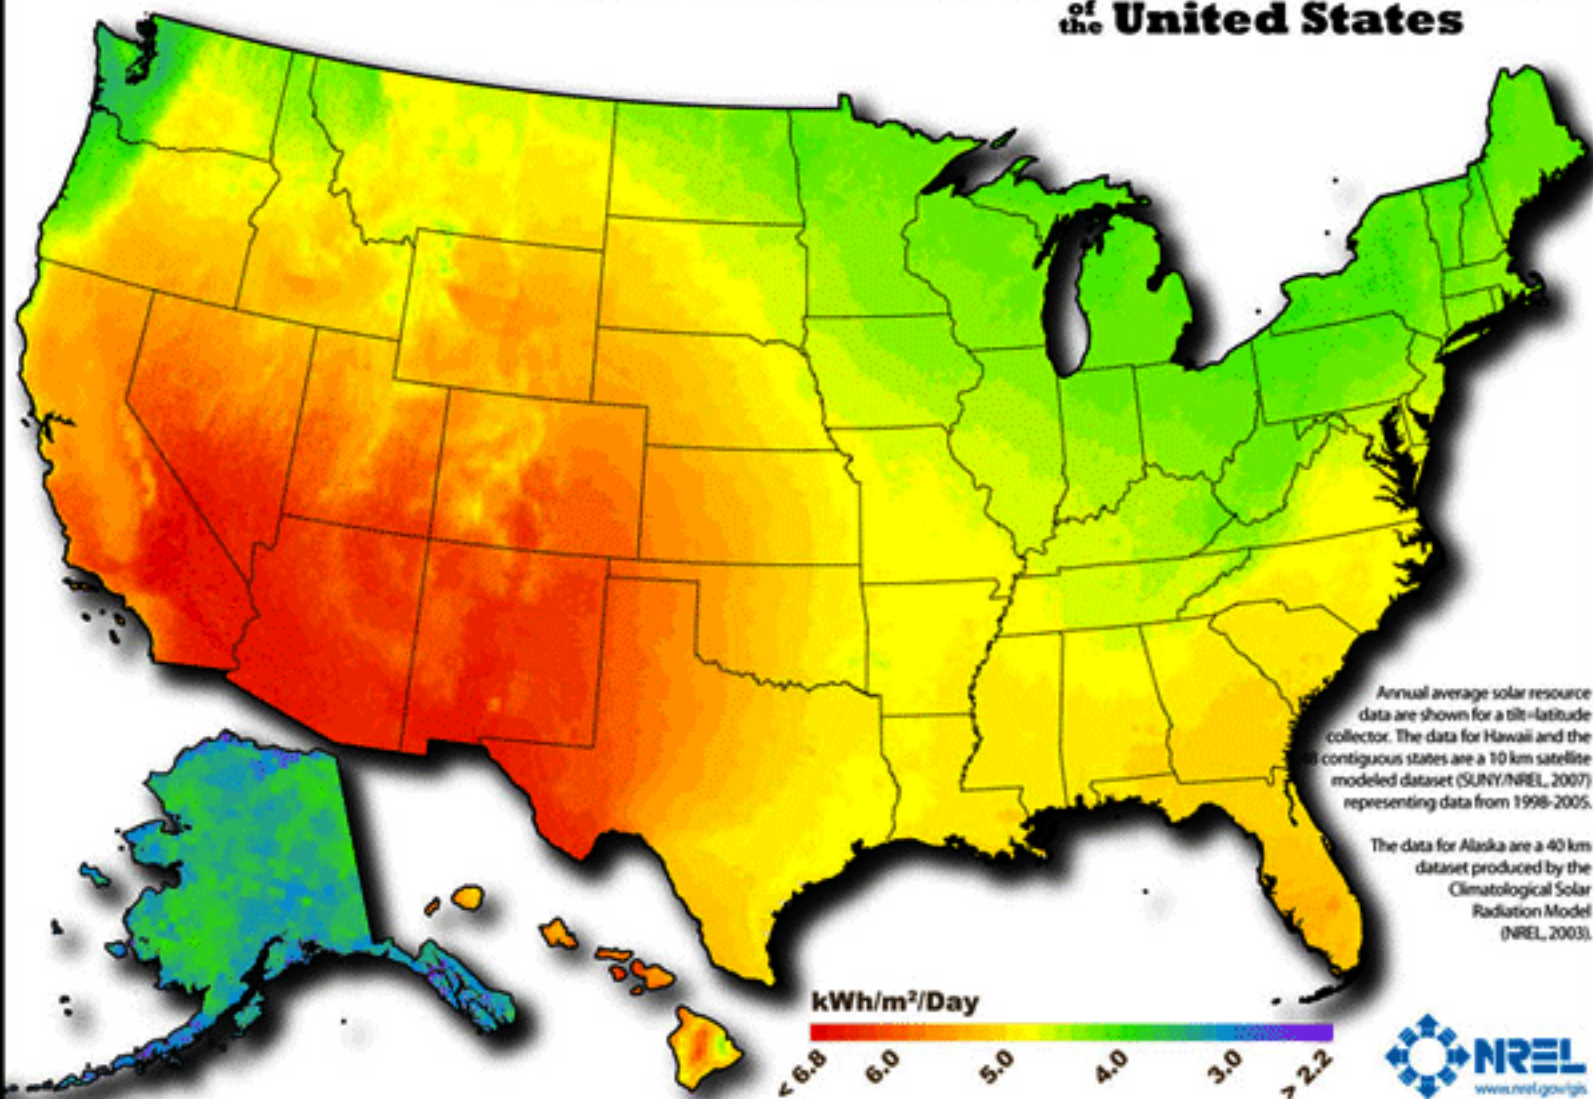 of
the United States
Annual average solar resource
data are shown for a tilt=latitude
collector. The data for Hawaii and the
contiguous states are a 10 km satellite
modeled dataset (SUNY/NREL, 2007)
representing data from 1998-2005.
The data for Alaska are a 40 km
dataset produced by the
Climatological Solar
Radiation Model
(NREL, 2003).
kWh/m²/Day
< 6.8
6.0
5.0
4.0
3.0
> 2.2
NREL
www.nrel.gov/gis